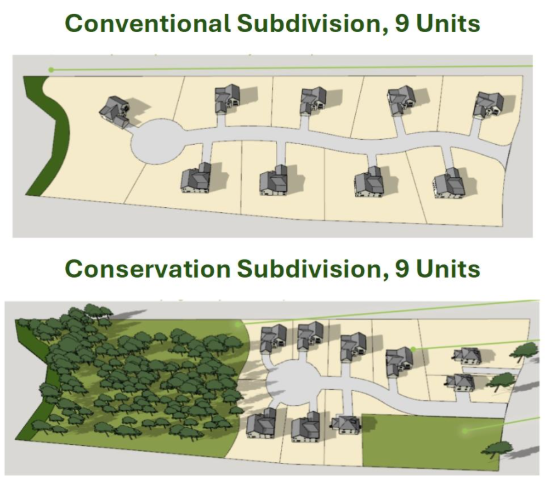 Conventional Subdivision, 9 Units
Conservation Subdivision, 9 Units